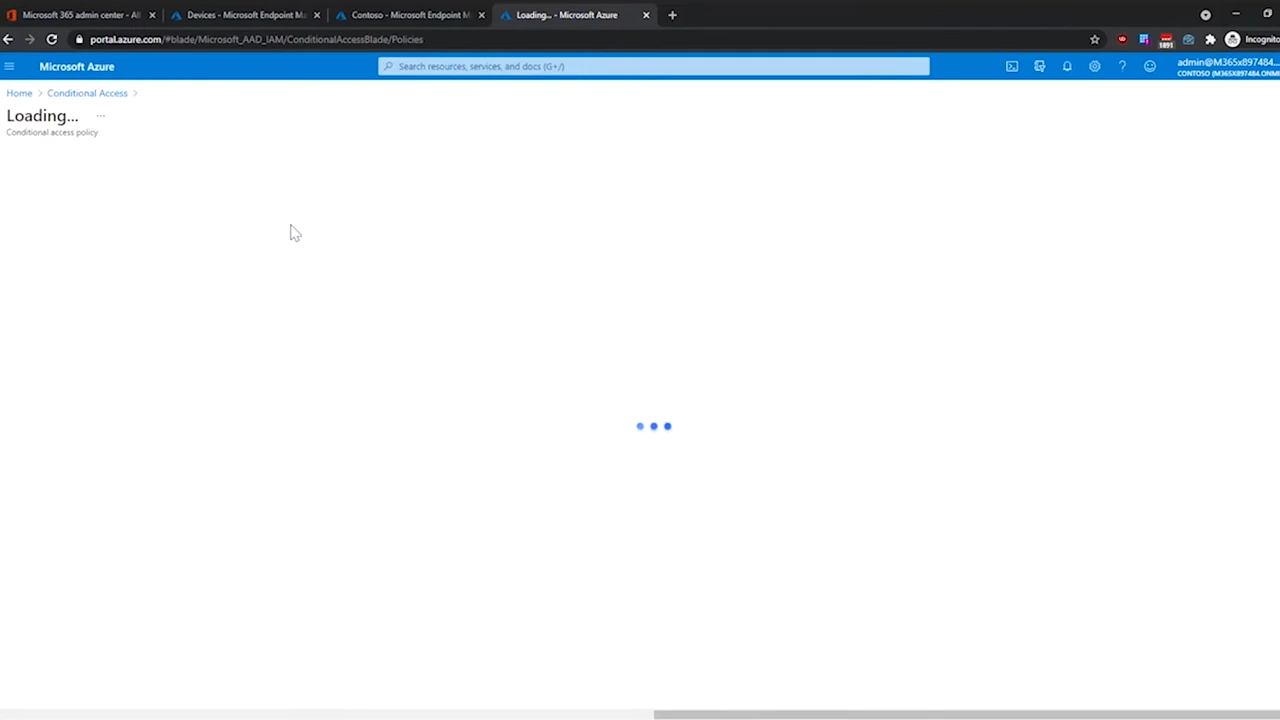 Microsoft 365 admin center - Al
Devices - Microsoft Endpoint Ma
Contoso - Microsoft Endpoint M
Loading... - Microsoft Azure
portal.azure.com/#blade/Microsoft_AAD_IAM/ConditionalAccessBlade/Policies
1891
Incognito
Microsoft Azure
Search resources, services, and docs (G+/)
admin@M365x897484...
CONTOSO (M365X897484.ONMI
Home > Conditional Access >
Loading... ...
Conditional access policy